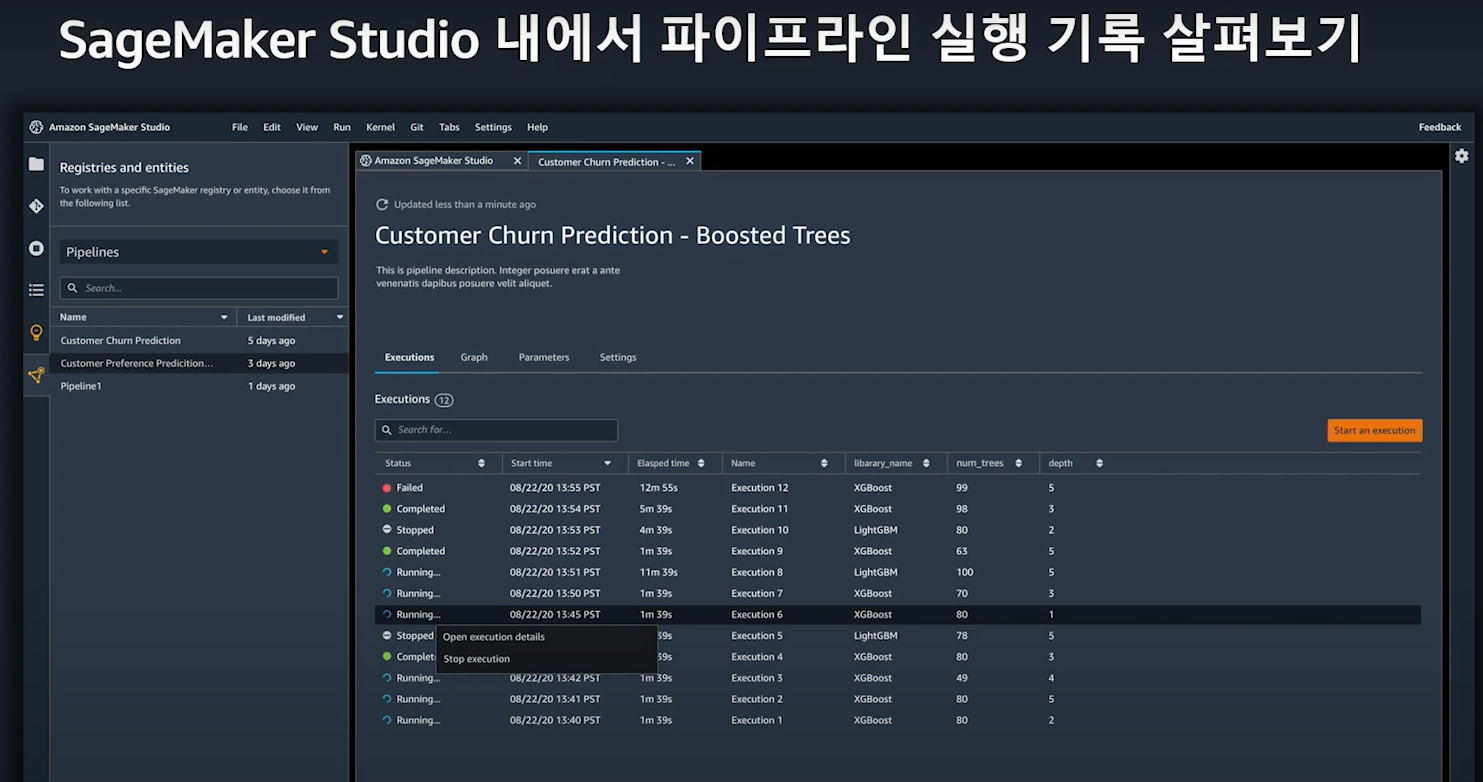 SageMaker Studio 내에서 파이프라인 실행 기록 살펴보기
Amazon SageMaker Studio File Edit View Run Kernel Git Tabs Settings Help Feedback
Registries and entities
To work with a specific SageMaker registry or entity, choose it from
the following list.
Pipelines
Search...
Name Last modified
Customer Churn Prediction 5 days ago
Customer Preference Predicition... 3 days ago
Pipeline1 1 days ago
Amazon SageMaker Studio Customer Churn Prediction - ...
Updated less than a minute ago
Customer Churn Prediction - Boosted Trees
This is pipeline description. Integer posuere erat a ante
venenatis dapibus posuere velit aliquet.
Executions Graph Parameters Settings
Executions 12
Search for...
Start an execution
Status Start time Elasped time Name libarary_name num_trees depth
Failed 08/22/20 13:55 PST 12m 55s Execution 12 XGBoost 99 5
Completed 08/22/20 13:54 PST 5m 39s Execution 11 XGBoost 98 3
Stopped 08/22/20 13:53 PST 4m 39s Execution 10 LightGBM 80 2
Completed 08/22/20 13:52 PST 1m 39s Execution 9 XGBoost 63 5
Running... 08/22/20 13:51 PST 11m 39s Execution 8 LightGBM 100 5
Running... 08/22/20 13:50 PST 1m 39s Execution 7 XGBoost 70 3
Running... 08/22/20 13:45 PST 1m 39s Execution 6 XGBoost 80 1
Stopped Open execution details 39s Execution 5 LightGBM 78 5
Complet Stop execution 39s Execution 4 XGBoost 80 3
Running... 08/22/20 13:42 PST 1m 39s Execution 3 XGBoost 49 4
Running... 08/22/20 13:41 PST 1m 39s Execution 2 XGBoost 80 5
Running... 08/22/20 13:40 PST 1m 39s Execution 1 XGBoost 80 2